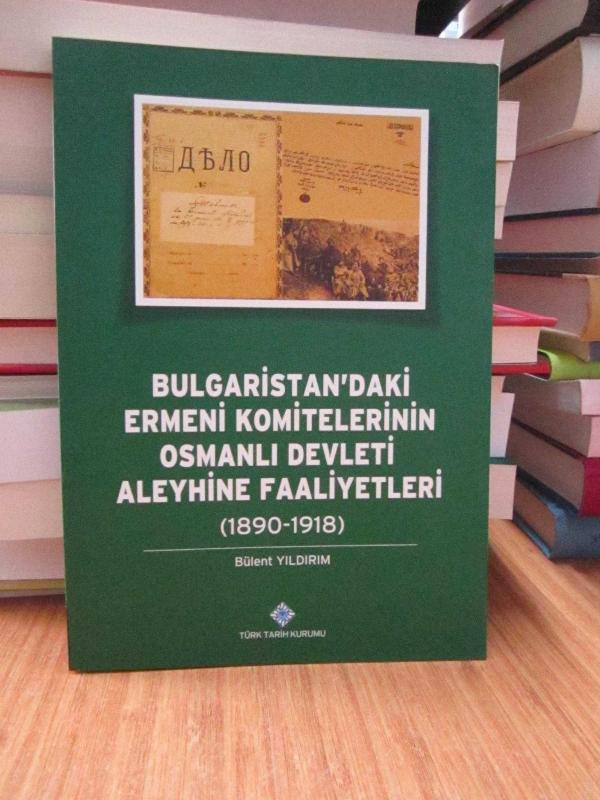 ДѢЛО
№
BULGARİSTAN'DAKİ
ERMENİ KOMİTELERİNİN
OSMANLI DEVLETİ
ALEYHİNE FAALİYETLERİ
(1890-1918)
Bülent YILDIRIM
TÜRK TARİH KURUMU